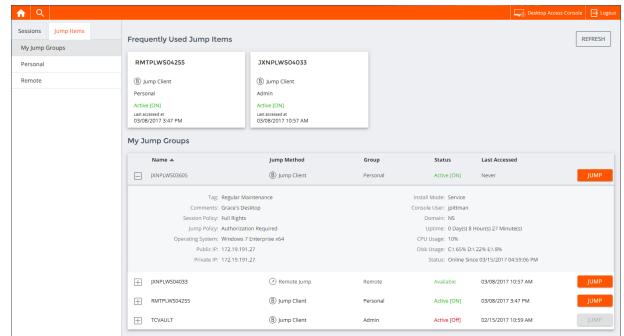 Desktop Access Console
Logout
Sessions
Jump Items
My Jump Groups
Personal
Remote
Frequently Used Jump Items
REFRESH
RMTPLWS04255
Jump Client
Personal
Active [ON]
Last accessed at
03/08/2017 3:47 PM
JXNPLWS04033
Jump Client
Admin
Active [ON]
Last accessed at
03/08/2017 10:57 AM
My Jump Groups
Name Jump Method Group Status Last Accessed
JXNPLWS03605 Jump Client Personal Active [ON] Never JUMP
Tag: Regular Maintenance
Comments: Grace's Desktop
Session Policy: Full Rights
Jump Policy: Authorization Required
Operating System: Windows 7 Enterprise x64
Public IP: 172.19.191.27
Private IP: 172.19.191.27
Install Mode: Service
Console User: jpittman
Domain: NS
Uptime: 0 Day(s) 8 Hour(s) 27 Minute(s)
CPU Usage: 10%
Disk Usage: C:\ 65% D:\ 22% E:\ 8%
Status: Online Since 03/15/2017 04:59:06 PM
JXNPLWS04033 Remote Jump Remote Available 03/08/2017 10:57 AM JUMP
RMTPLWS04255 Jump Client Personal Active [ON] 03/08/2017 3:47 PM JUMP
TCVAULT Jump Client Admin Active [Off] 02/15/2017 10:59 AM JUMP